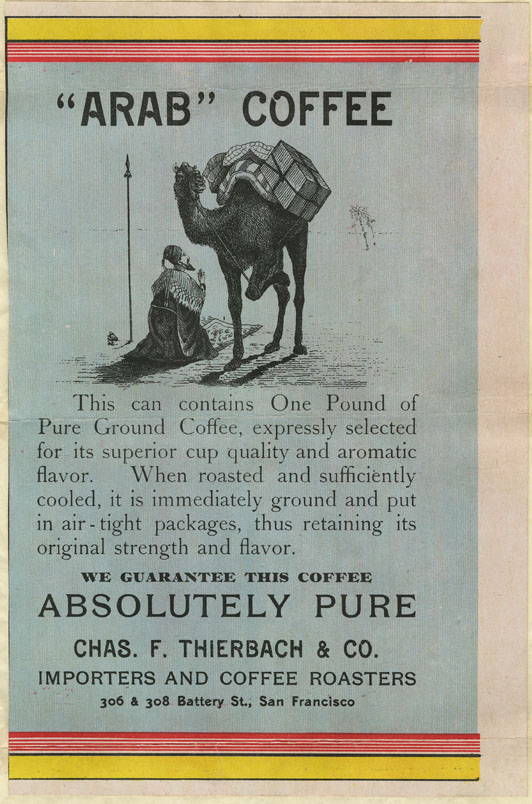 “ARAB” COFFEE
This can contains One Pound of
Pure Ground Coffee, expressly selected
for its superior cup quality and aromatic
flavor. When roasted and sufficiently
cooled, it is immediately ground and put
in air-tight packages, thus retaining its
original strength and flavor.
WE GUARANTEE THIS COFFEE
ABSOLUTELY PURE
CHAS. F. THIERBACH & CO.
IMPORTERS AND COFFEE ROASTERS
306 & 308 Battery St., San Francisco